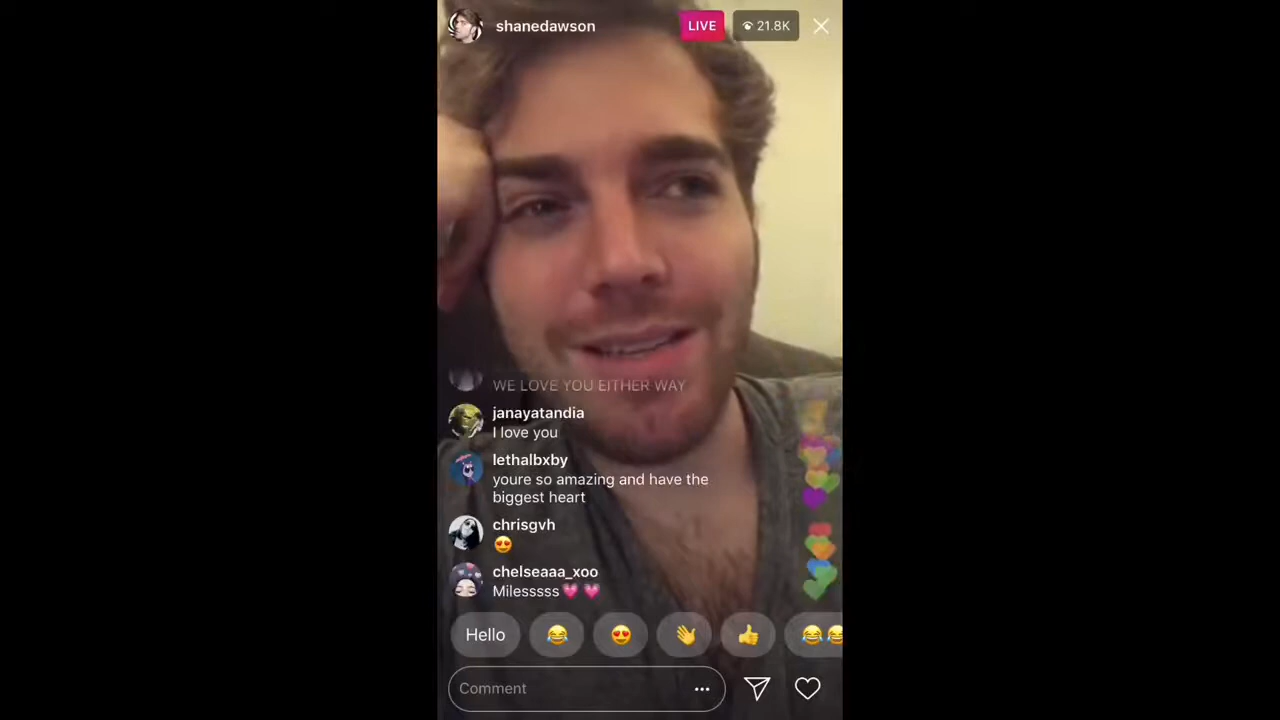 shanedawson
LIVE
21.8K
WE LOVE YOU EITHER WAY
janayatandia
I love you
lethalbxby
youre so amazing and have the
biggest heart
chrisgvh
😍
chelseaaa_xoo
Milesssss💗💗
Hello 😂 😍 👋 👍 😂😂
Comment